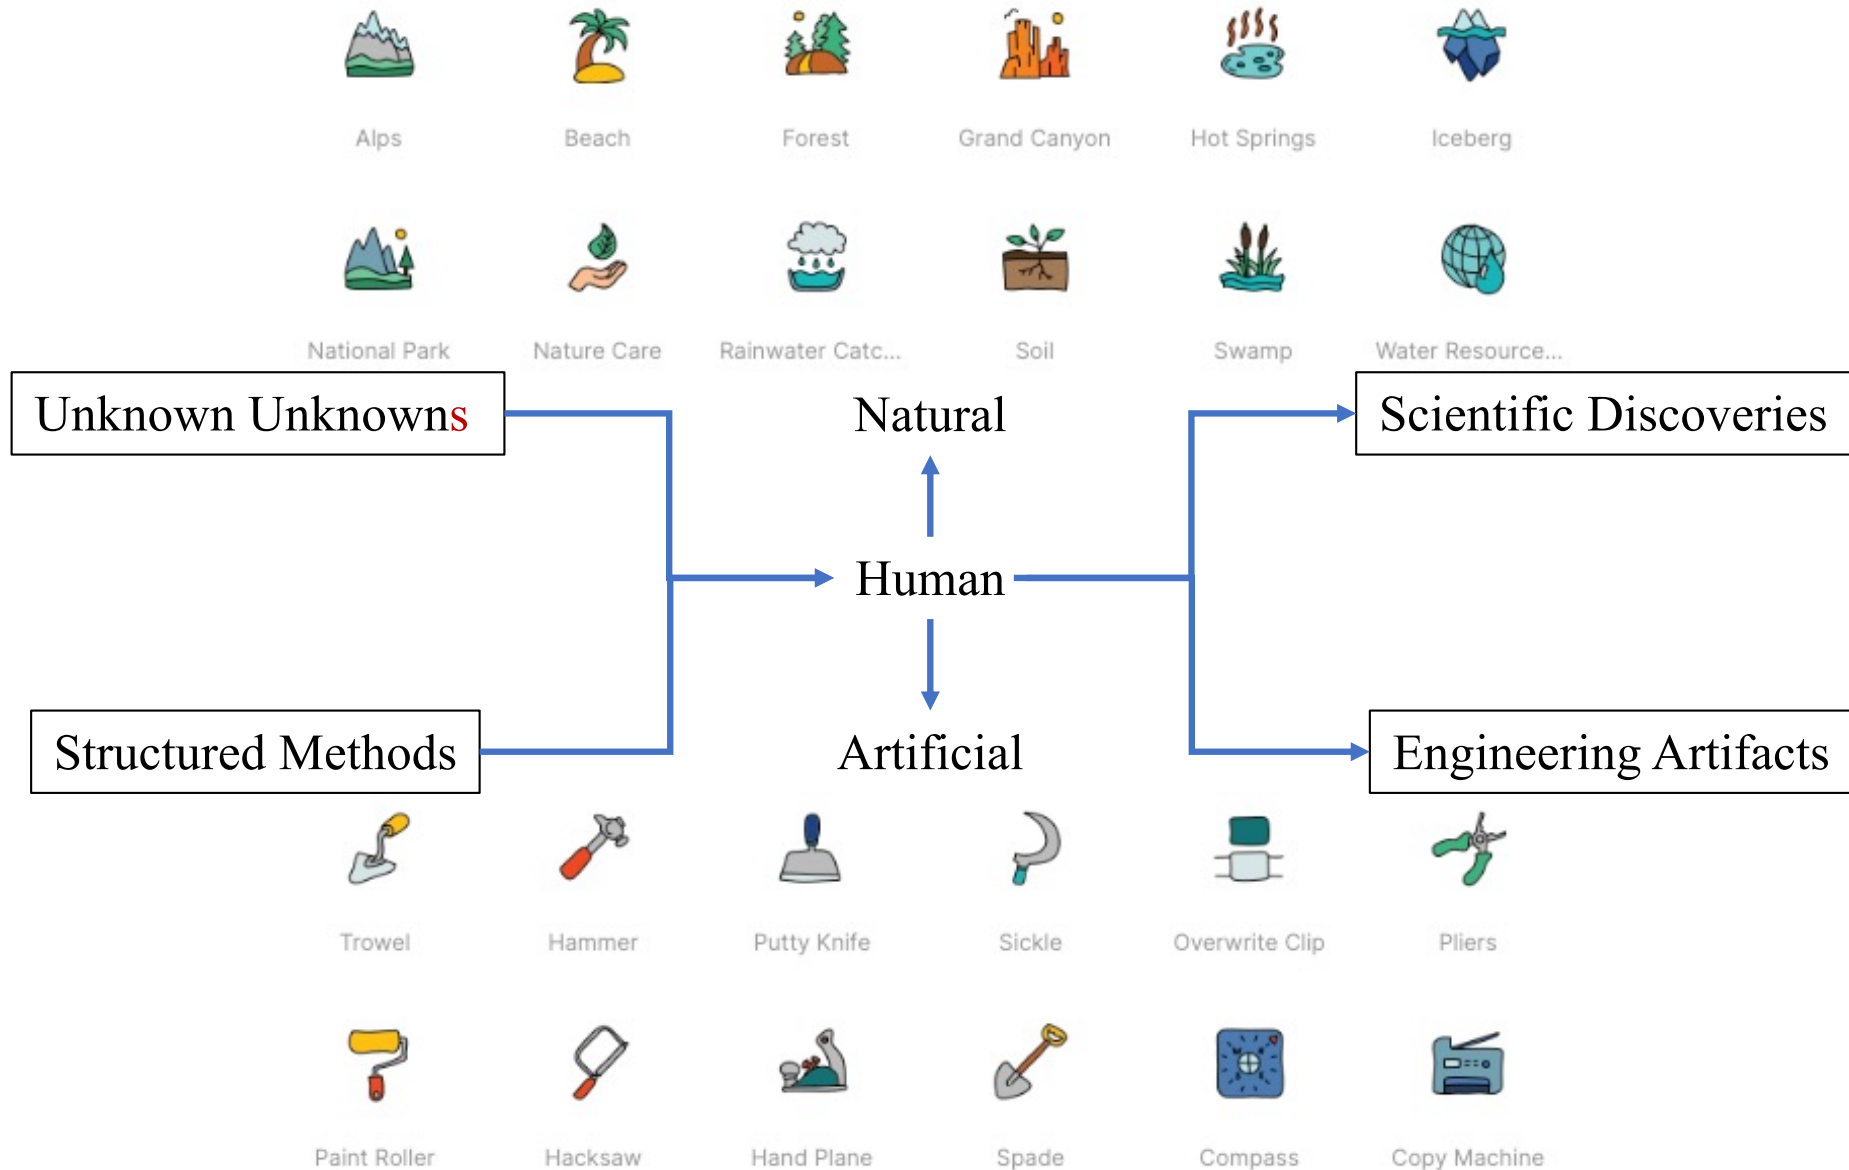 Alps
Beach
Forest
Grand Canyon
Hot Springs
Iceberg
National Park
Nature Care
Rainwater Catc...
Soil
Swamp
Water Resource...
Unknown Unknowns
Natural
Scientific Discoveries
Human
Structured Methods
Artificial
Engineering Artifacts
Trowel
Hammer
Putty Knife
Sickle
Overwrite Clip
Pliers
Paint Roller
Hacksaw
Hand Plane
Spade
Compass
Copy Machine